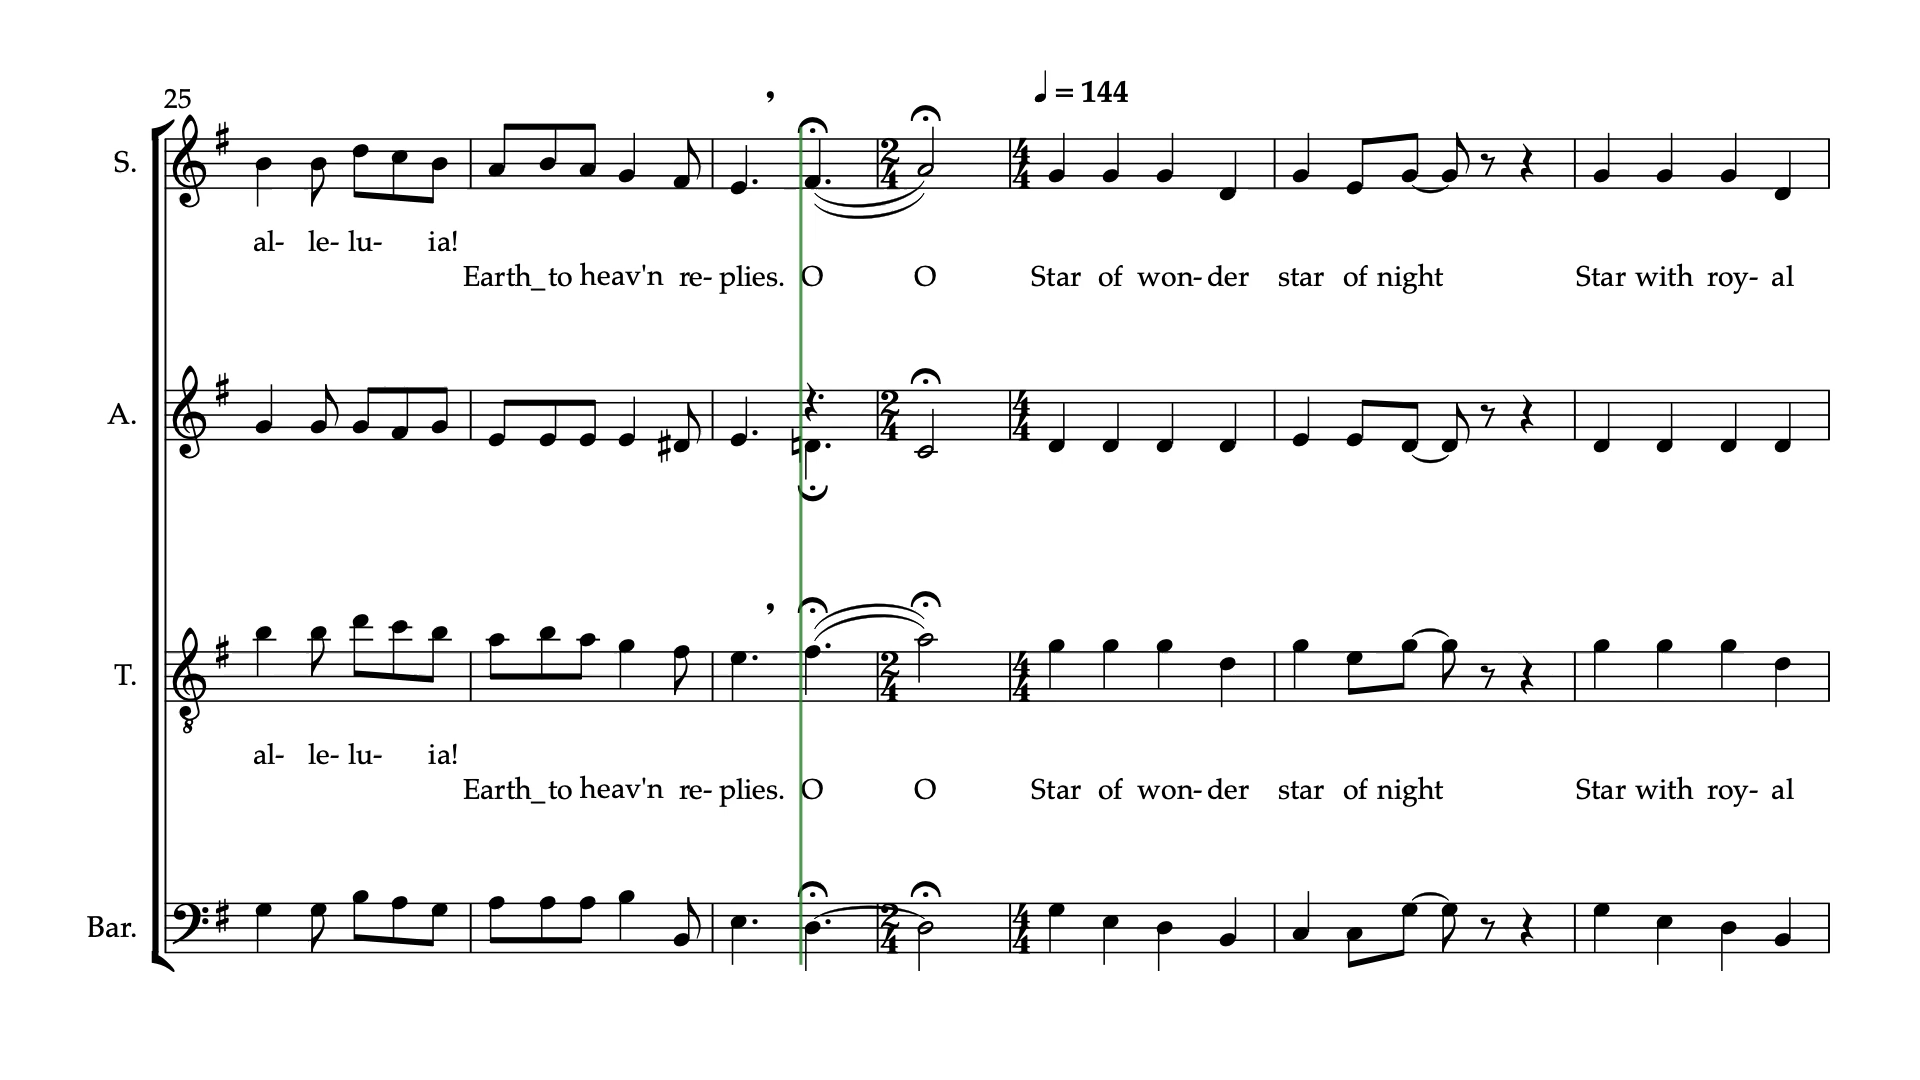 ♩= 144
25
S.
al- le- lu- ia!
Earth_to heav'n re- plies. O O Star of won- der star of night Star with roy- al
A.
T.
al- le- lu- ia!
Earth_to heav'n re- plies. O O Star of won- der star of night Star with roy- al
Bar.